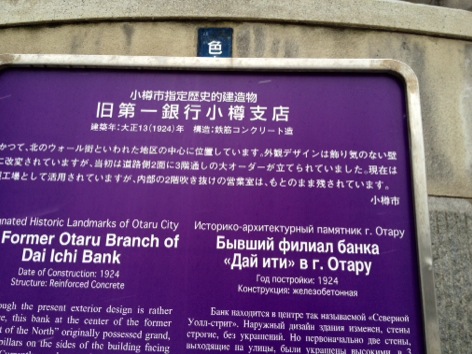 色
小樽市指定歴史的建造物
旧第一銀行小樽支店
建築年：大正13(1924)年　構造：鉄筋コンクリート造
かつて、北のウォール街といわれた地区の中心に位置しています。外観デザインは飾り気のない壁
に改変されていますが、当初は道路側2面に3階通しの大オーダーが立てられていました。現在は
工場として活用されていますが、内部の2階吹き抜けの営業室は、もとのまま残されています。
小樽市
nated Historic Landmarks of Otaru City
Former Otaru Branch of
Dai Ichi Bank
Date of Construction: 1924
Structure: Reinforced Concrete
ough the present exterior design is rather
re, this bank at the center of the former
t of the North" originally possessed grand,
pillars on the sides of the building facing
Историко-архитектурный памятник г. Отару
Бывший филиал банка
«Дай ити» в г. Отару
Год постройки: 1924
Конструкция: железобетонная
Банк находится в центре так называемой «Северной
Уолл-стрит». Наружный дизайн здания изменен, стены
строгие, без украшений. Но первоначально две стены,
выходящие на улицы, были украшены высокими в 3